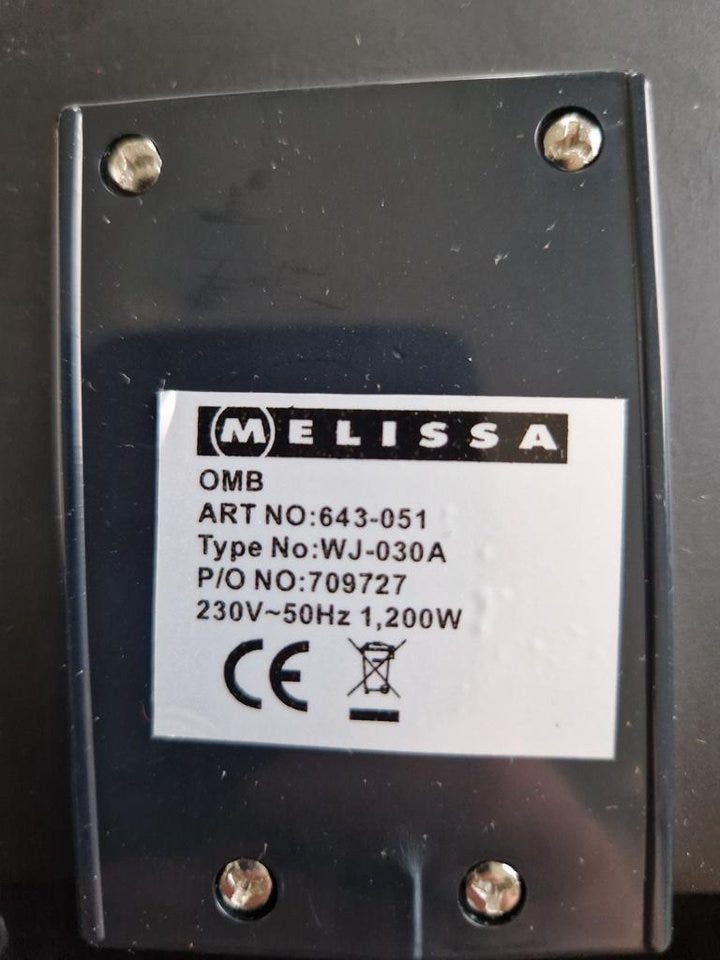 MELISSA
OMB
ART NO:643-051
Type No:WJ-030A
P/O NO:709727
230V~50Hz 1,200W
CE